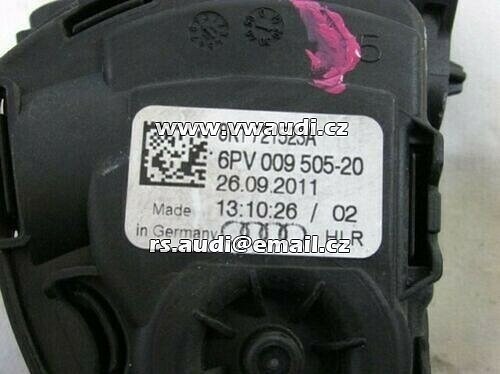 www.vwaudi.cz
6PV 009 505-20
26.09.2011
Made 13:10:26 / 02
in Germany HLR
rs.audi@email.cz